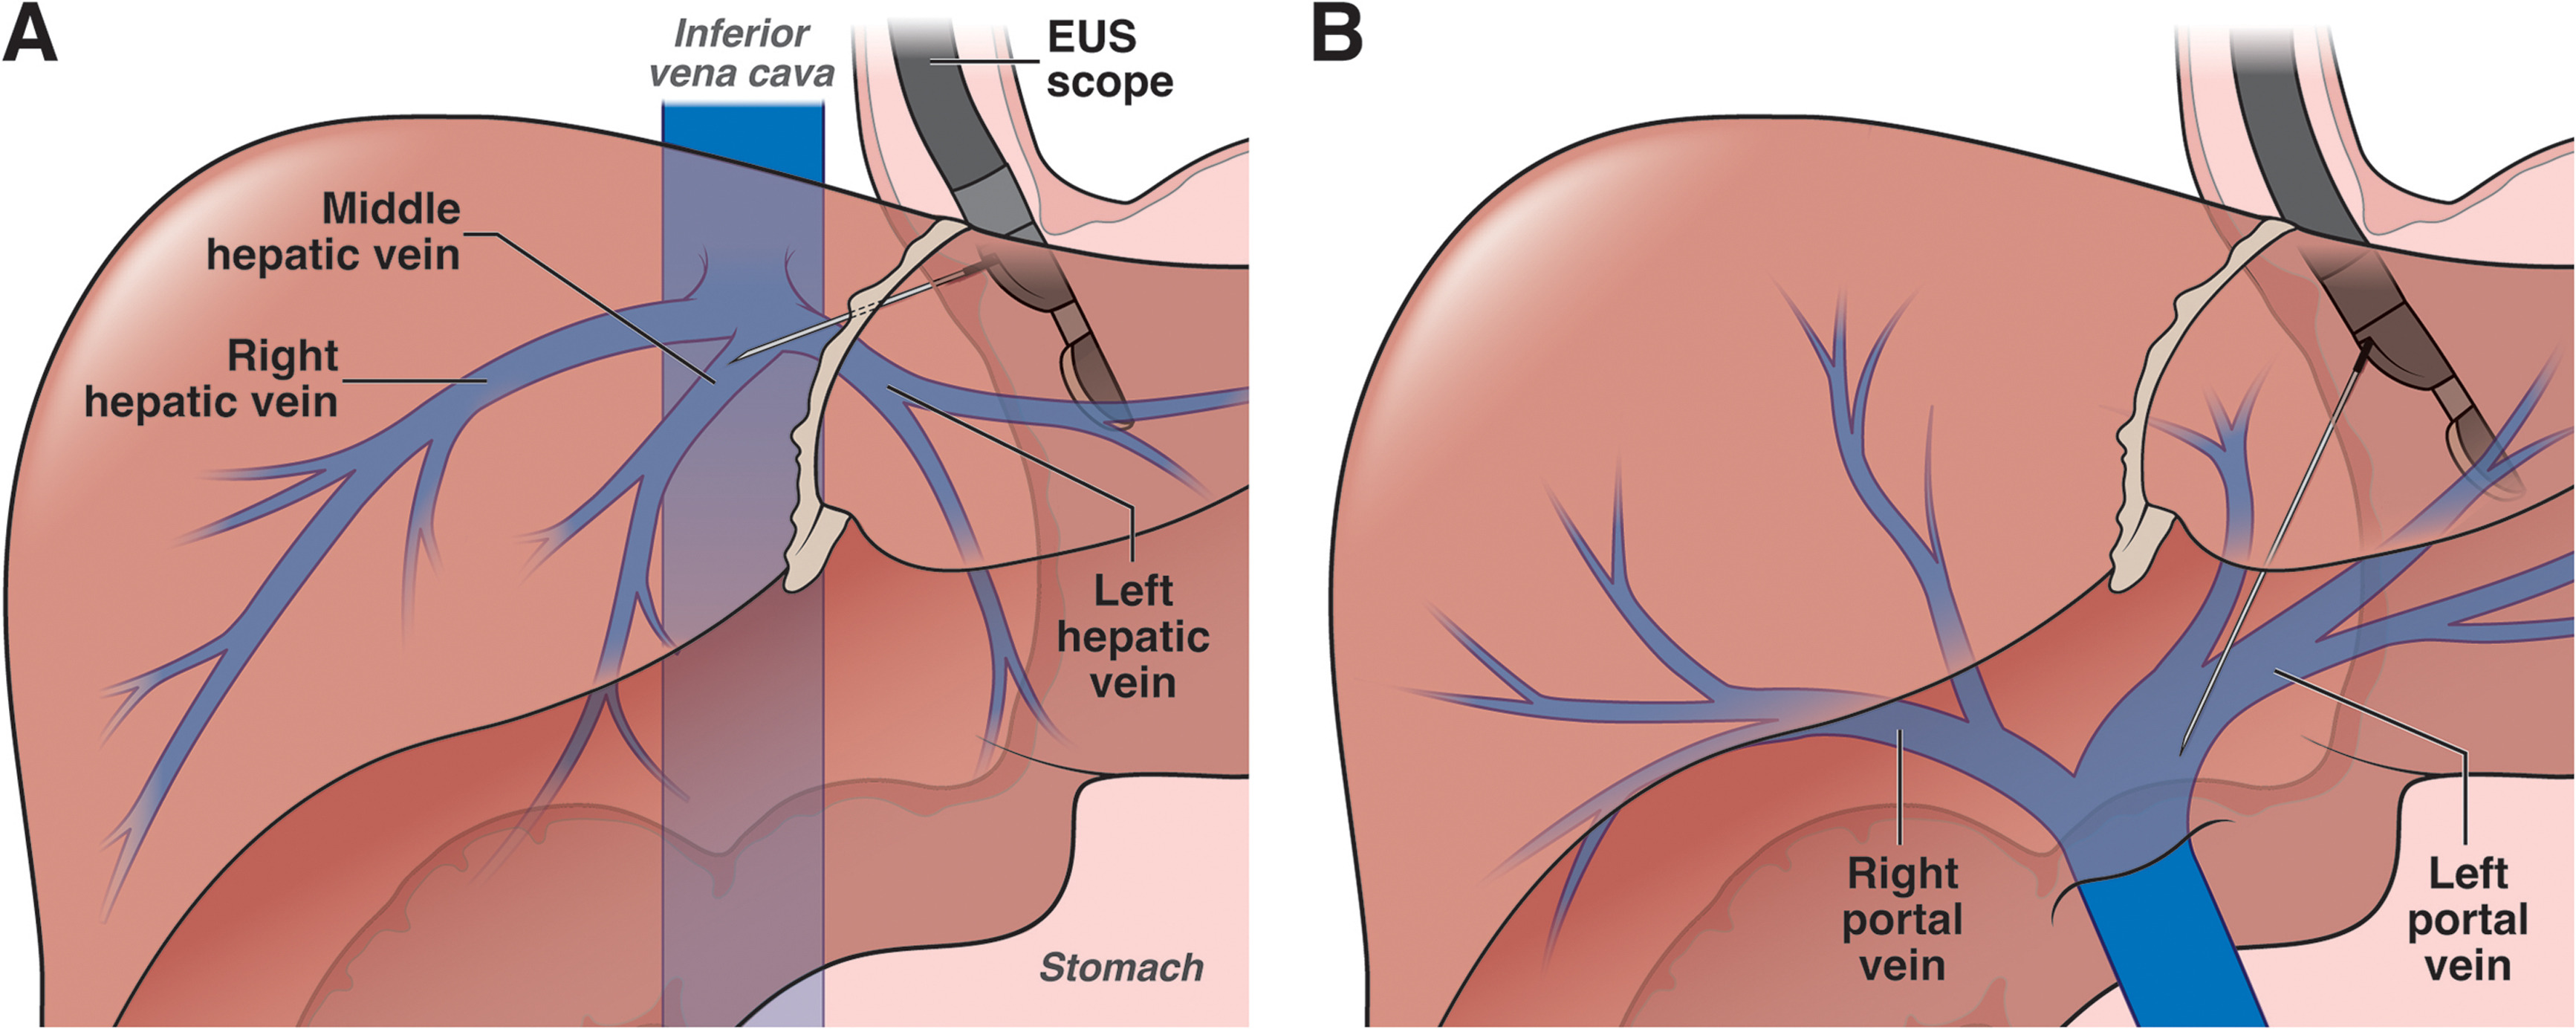 A
Inferior
vena cava
EUS
scope
Middle
hepatic vein
Right
hepatic vein
Left
hepatic
vein
Stomach
B
Right
portal
vein
Left
portal
vein